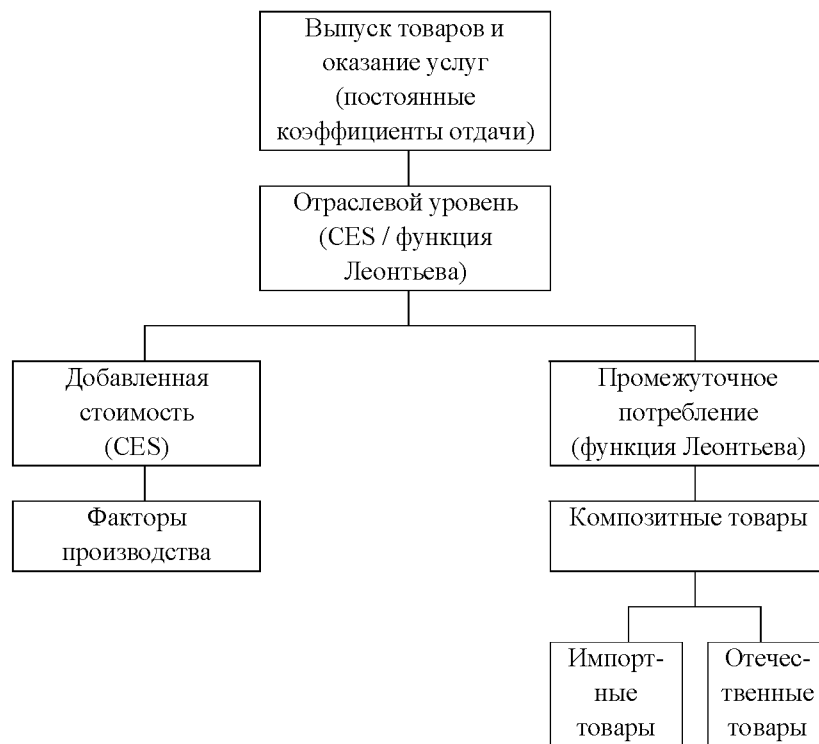 Выпуск товаров и
оказание услуг
(постоянные
коэффициенты отдачи)
Отраслевой уровень
(CES / функция
Леонтьева)
Добавленная
стоимость
(CES)
Промежуточное
потребление
(функция Леонтьева)
Факторы
производства
Композитные товары
Импорт-
ные
товары
Отечес-
твенные
товары